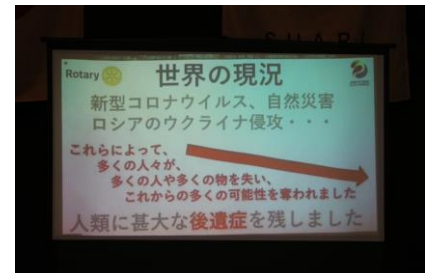 SHARI
Rotary
世界の現況
新型コロナウイルス、自然災害
ロシアのウクライナ侵攻・・・
これらによって、
多くの人々が、
多くの人や多くの物を失い、
これからの多くの可能性を奪われました
人類に甚大な後遺症を残しました